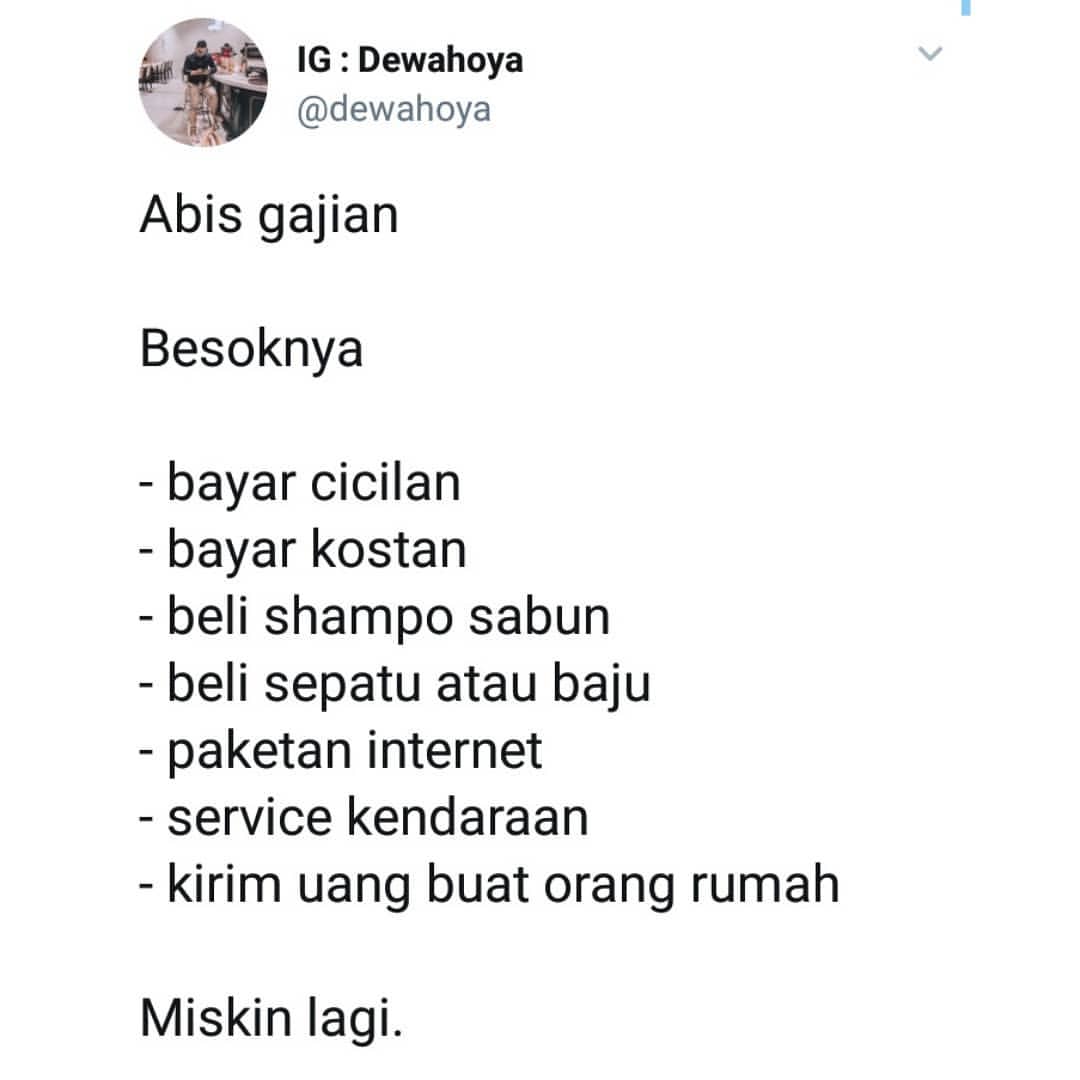 IG : Dewahoya
@dewahoya
Abis gajian
Besoknya
- bayar cicilan
- bayar kostan
- beli shampo sabun
- beli sepatu atau baju
- paketan internet
- service kendaraan
- kirim uang buat orang rumah
Miskin lagi.